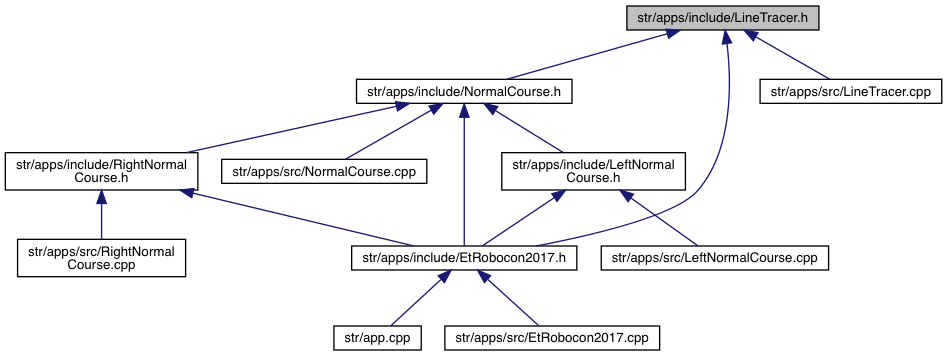 str/apps/include/LineTracer.h
str/apps/include/NormalCourse.h
str/apps/src/LineTracer.cpp
str/apps/include/RightNormal
Course.h
str/apps/src/NormalCourse.cpp
str/apps/include/LeftNormal
Course.h
str/apps/src/RightNormal
Course.cpp
str/apps/include/EtRobocon2017.h
str/apps/src/LeftNormalCourse.cpp
str/app.cpp
str/apps/src/EtRobocon2017.cpp